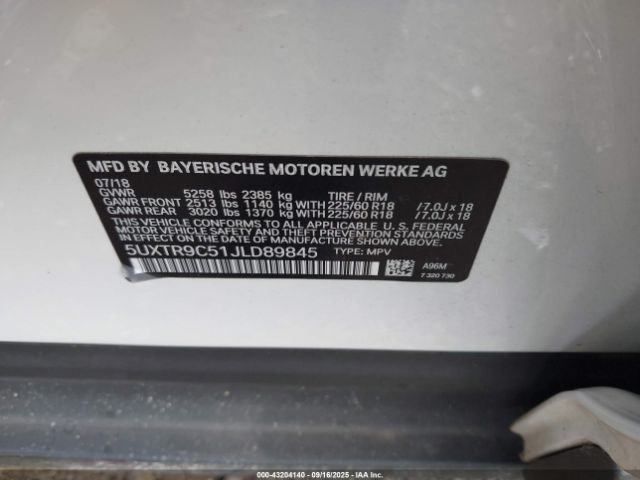 MFD BY BAYERISCHE MOTOREN WERKE AG
07/18
GVWR 5258 lbs 2385 kg TIRE / RIM
GAWR FRONT 2513 lbs 1140 kg WITH 225/60 R18 /7.0J x 18
GAWR REAR 3020 lbs 1370 kg WITH 225/60 R18 /7.0J x 18
THIS VEHICLE CONFORMS TO ALL APPLICABLE U.S. FEDERAL
MOTOR VEHICLE SAFETY STANDARDS IN EFFECT ON THE
DATE OF MANUFACTURE SHOWN ABOVE.
5UXTR9C51JLD89845 TYPE: MPV
A96M
7 320 730
000-43204140 - 09/16/2025 - IAA Inc.